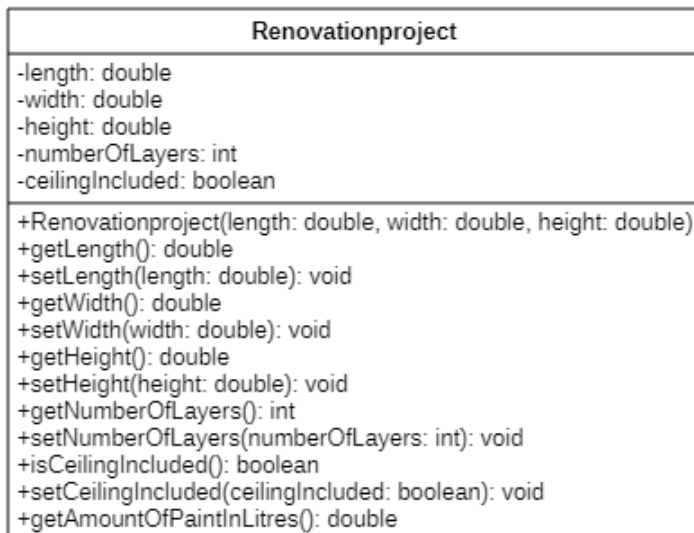 Renovationproject
-length: double
-width: double
-height: double
-numberOfLayers: int
-ceilingIncluded: boolean
+Renovationproject(length: double, width: double, height: double)
+getLength(): double
+setLength(length: double): void
+getWidth(): double
+setWidth(width: double): void
+getHeight(): double
+setHeight(height: double): void
+getNumberOfLayers(): int
+setNumberOfLayers(numberOfLayers: int): void
+isCeilingIncluded(): boolean
+setCeilingIncluded(ceilingIncluded: boolean): void
+getAmountOfPaintInLitres(): double